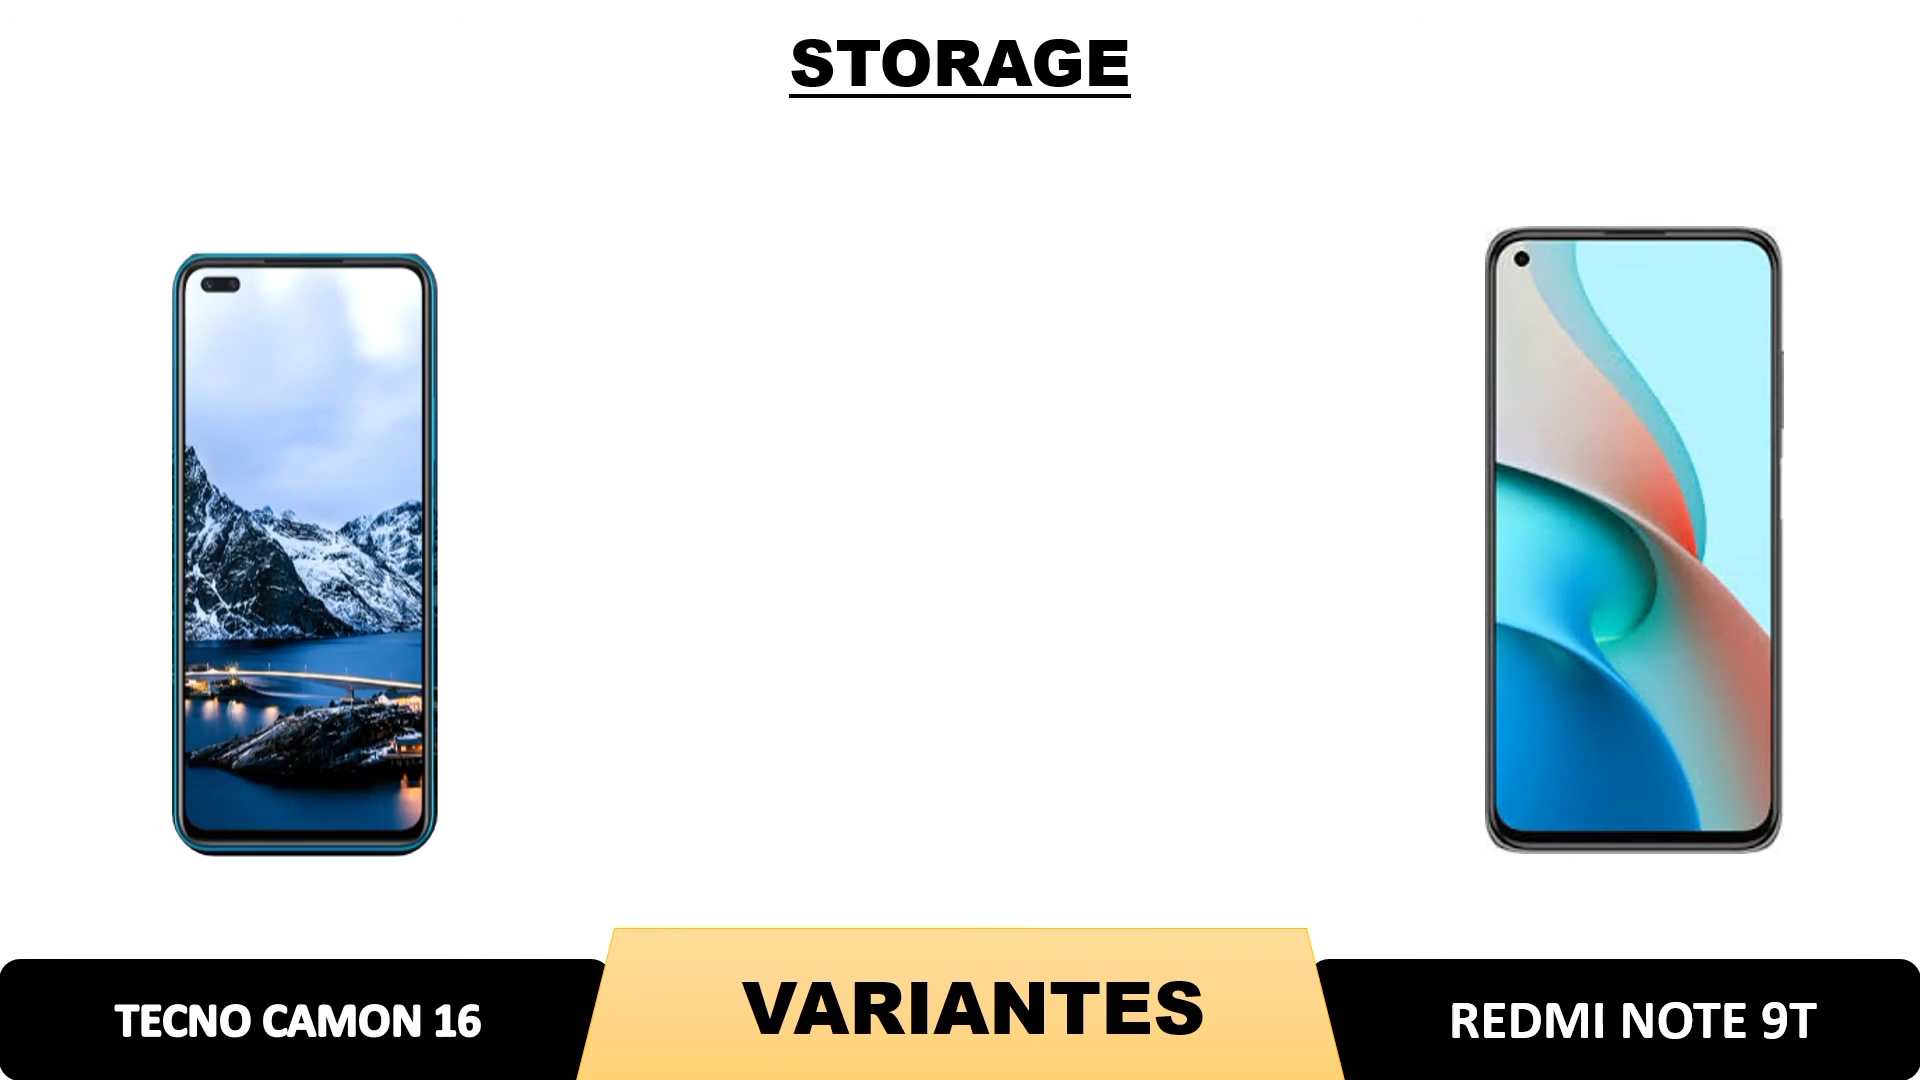 STORAGE
TECNO CAMON 16
VARIANTES
REDMI NOTE 9T